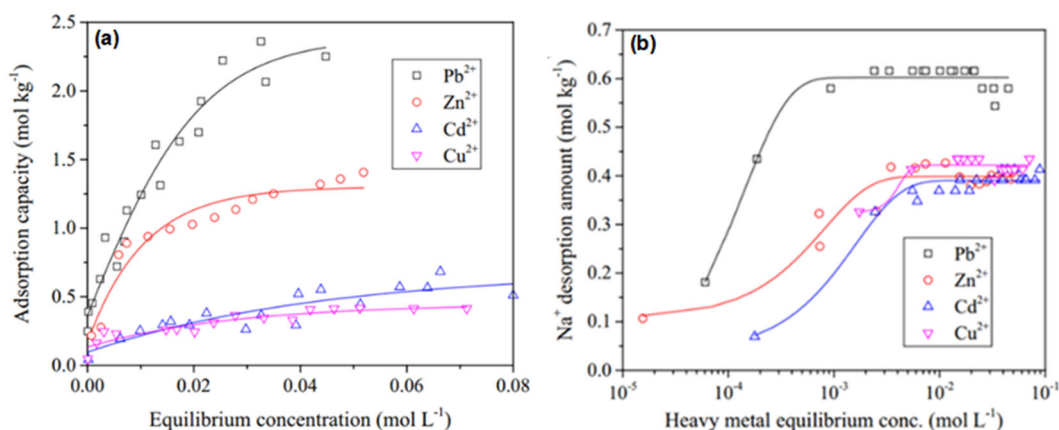 (a)
Pb2+
Zn2+
Cd2+
Cu2+
Adsorption capacity (mol kg-1)
2.5
2.0
1.5
1.0
0.5
0.0
0.00 0.02 0.04 0.06 0.08
Equilibrium concentration (mol L-1)
(b)
Na+ desorption amount (mol kg-1)
0.7
0.6
0.5
0.4
0.3
0.2
0.1
0.0
Pb2+
Zn2+
Cd2+
Cu2+
10-5 10-4 10-3 10-2 10-1
Heavy metal equilibrium conc. (mol L-1)